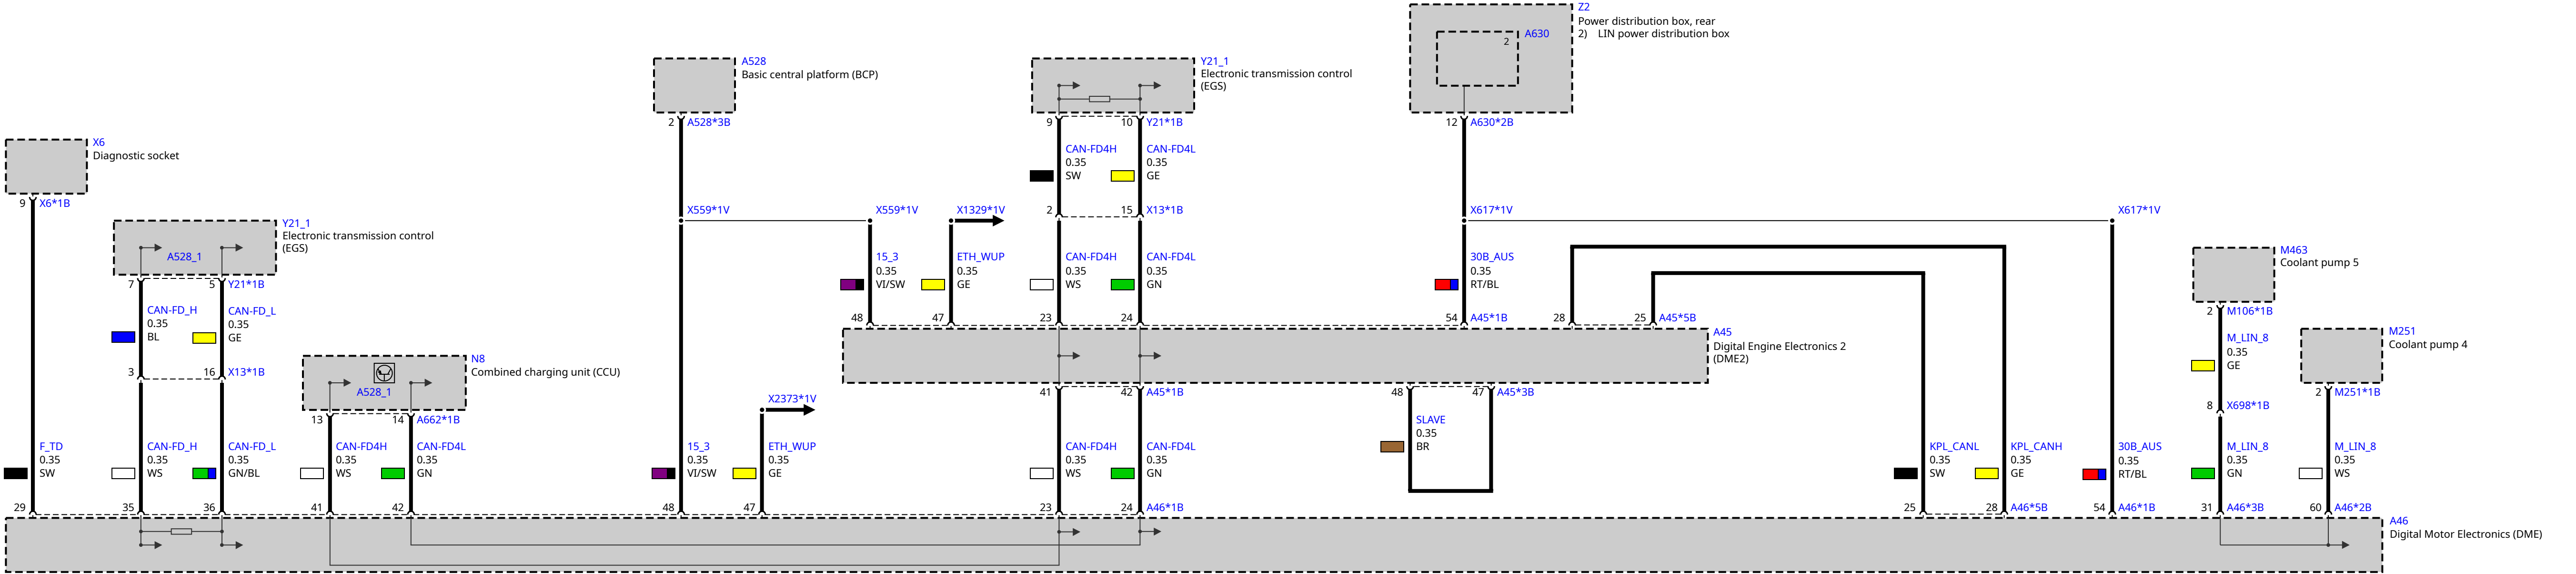 Z2
Power distribution box, rear
2) LIN power distribution box
2
A630
A528
Basic central platform (BCP)
Y21_1
Electronic transmission control
(EGS)
2
A528*3B
9
10
Y21*1B
12
A630*2B
X6
Diagnostic socket
CAN-FD4H
0.35
SW
CAN-FD4L
0.35
GE
9
X6*1B
X559*1V
X559*1V
X1329*1V
2
15
X13*1B
X617*1V
X617*1V
Y21_1
Electronic transmission control
(EGS)
A528_1
15_3
0.35
VI/SW
ETH_WUP
0.35
GE
CAN-FD4H
0.35
WS
CAN-FD4L
0.35
GN
30B_AUS
0.35
RT/BL
M463
Coolant pump 5
7
5
Y21*1B
CAN-FD_H
0.35
BL
CAN-FD_L
0.35
GE
48
47
23
24
54
A45*1B
28
25
A45*5B
2
M106*1B
A45
Digital Engine Electronics 2
(DME2)
M_LIN_8
0.35
GE
M251
Coolant pump 4
3
16
X13*1B
N8
Combined charging unit (CCU)
A528_1
X2373*1V
41
42
A45*1B
48
47
A45*3B
2
M251*1B
8
X698*1B
13
14
A662*1B
SLAVE
0.35
BR
F_TD
0.35
SW
CAN-FD_H
0.35
WS
CAN-FD_L
0.35
GN/BL
CAN-FD4H
0.35
WS
CAN-FD4L
0.35
GN
15_3
0.35
VI/SW
ETH_WUP
0.35
GE
CAN-FD4H
0.35
WS
CAN-FD4L
0.35
GN
KPL_CANL
0.35
SW
KPL_CANH
0.35
GE
30B_AUS
0.35
RT/BL
M_LIN_8
0.35
GN
M_LIN_8
0.35
WS
29
35
36
41
42
48
47
23
24
A46*1B
25
28
A46*5B
54
A46*1B
31
A46*3B
60
A46*2B
A46
Digital Motor Electronics (DME)